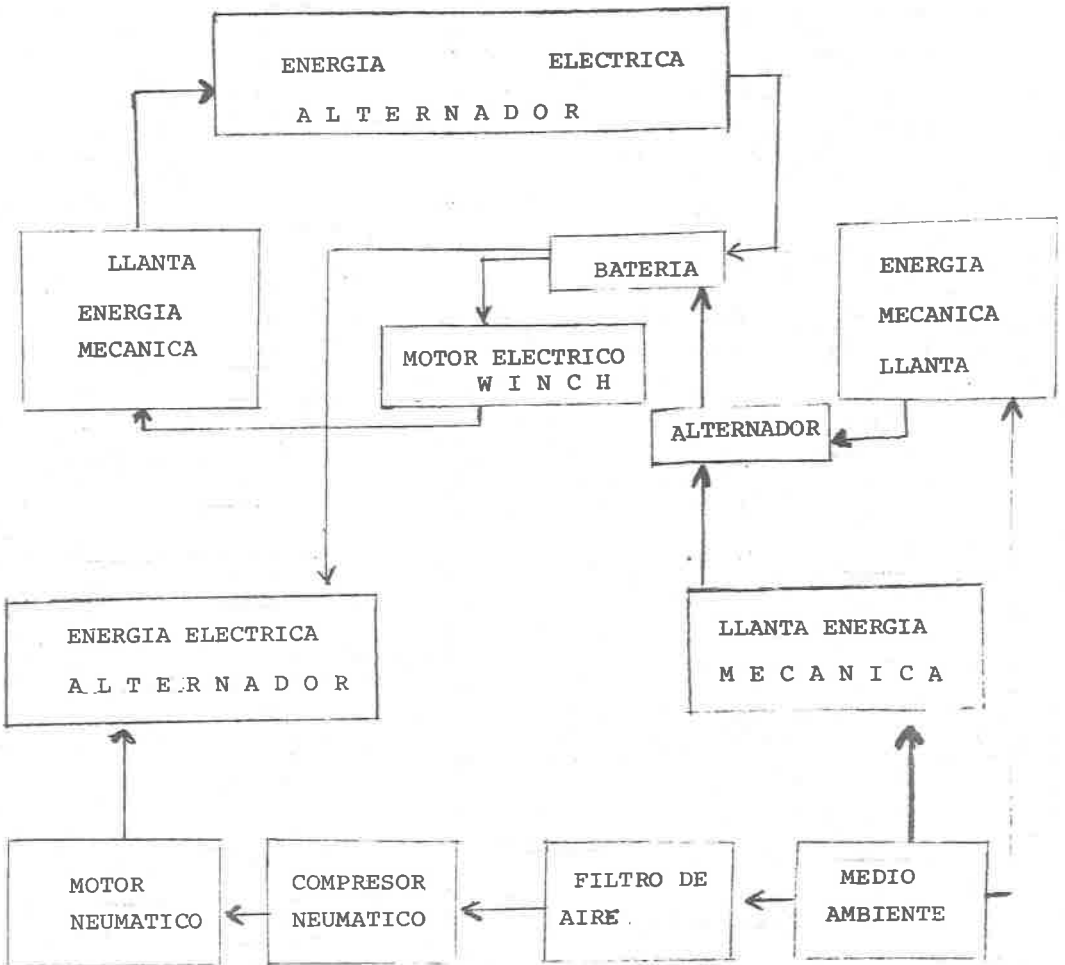 ENERGIA ELECTRICA
A L T E R N A D O R
LLANTA
ENERGIA
MECANICA
BATERIA
ENERGIA
MECANICA
LLANTA
MOTOR ELECTRICO
W I N C H
ALTERNADOR
ENERGIA ELECTRICA
A L T E R N A D O R
LLANTA ENERGIA
M E C A N I C A
MOTOR
NEUMATICO
COMPRESOR
NEUMATICO
FILTRO DE
AIRE
MEDIO
AMBIENTE